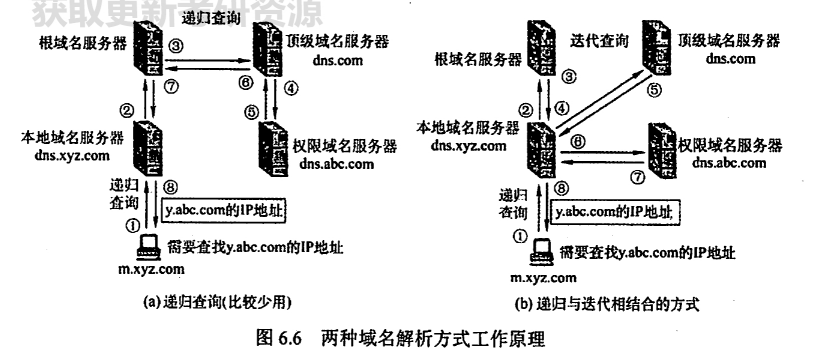 获取更新考研资源
递归查询
根域名服务器
③
顶级域名服务器
dns.com
⑦
⑥
④
②
⑤
本地域名服务器
dns.xyz.com
权限域名服务器
dns.abc.com
递归
查询
⑧
y.abc.com的IP地址
①
需要查找y.abc.com的IP地址
m.xyz.com
(a) 递归查询(比较少用)
迭代查询
根域名服务器
顶级域名服务器
dns.com
③
②
④
⑤
本地域名服务器
dns.xyz.com
⑥
权限域名服务器
dns.abc.com
⑦
递归
查询
⑧
y.abc.com的IP地址
①
需要查找y.abc.com的IP地址
m.xyz.com
(b) 递归与迭代相结合的方式
图 6.6 两种域名解析方式工作原理